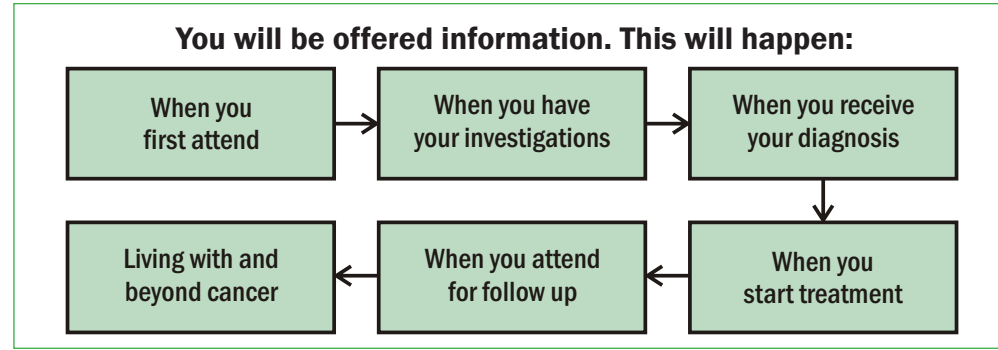 You will be offered information. This will happen:
When you
first attend
When you have
your investigations
When you receive
your diagnosis
When you
start treatment
When you attend
for follow up
Living with and
beyond cancer